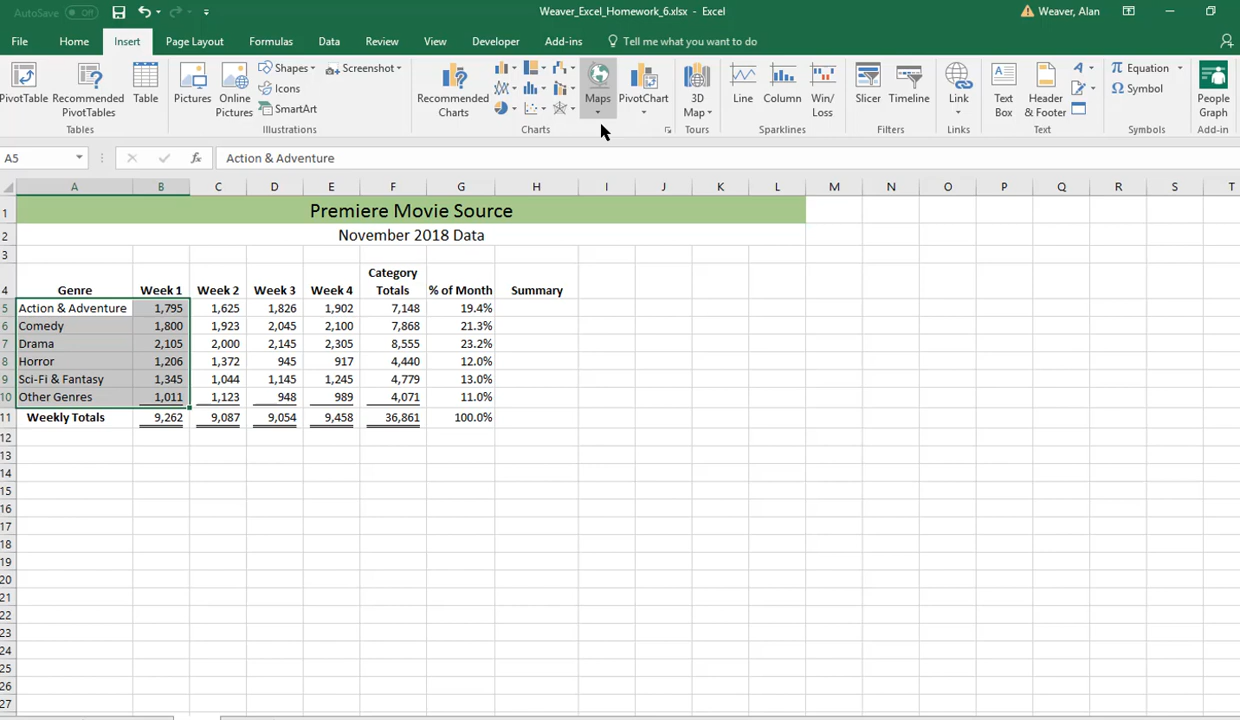 AutoSave Off Weaver_Excel_Homework_6.xlsx - Excel Weaver, Alan
File Home Insert Page Layout Formulas Data Review View Developer Add-ins Tell me what you want to do
PivotTable Recommended PivotTables Table Pictures Online Pictures Shapes Icons SmartArt Screenshot Recommended Charts Maps PivotChart 3D Map Line Column Win/Loss Slicer Timeline Link Text Box Header & Footer Equation Symbol People Graph
Tables Illustrations Charts Tours Sparklines Filters Links Text Symbols Add-in
A5 fx Action & Adventure
A B C D E F G H I J K L M N O P Q R S T
1 Premiere Movie Source
2 November 2018 Data
3
4 Genre Week 1 Week 2 Week 3 Week 4 Category Totals % of Month Summary
5 Action & Adventure 1,795 1,625 1,826 1,902 7,148 19.4%
6 Comedy 1,800 1,923 2,045 2,100 7,868 21.3%
7 Drama 2,105 2,000 2,145 2,305 8,555 23.2%
8 Horror 1,206 1,372 945 917 4,440 12.0%
9 Sci-Fi & Fantasy 1,345 1,044 1,145 1,245 4,779 13.0%
10 Other Genres 1,011 1,123 948 989 4,071 11.0%
11 Weekly Totals 9,262 9,087 9,054 9,458 36,861 100.0%
12
13
14
15
16
17
18
19
20
21
22
23
24
25
26
27